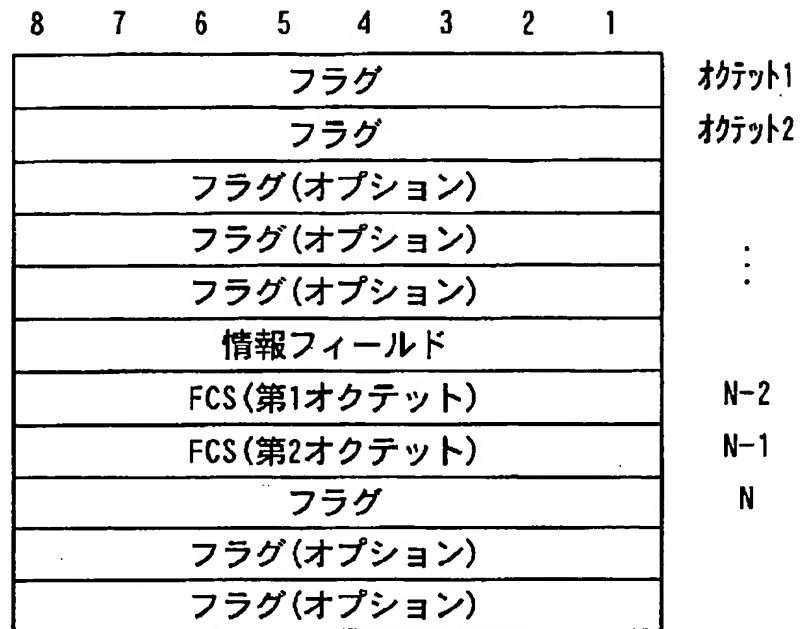 8 7 6 5 4 3 2 1
フラグ オクテット1
フラグ オクテット2
フラグ(オプション)
フラグ(オプション)
フラグ(オプション)
情報フィールド
FCS(第1オクテット) N-2
FCS(第2オクテット) N-1
フラグ N
フラグ(オプション)
フラグ(オプション)